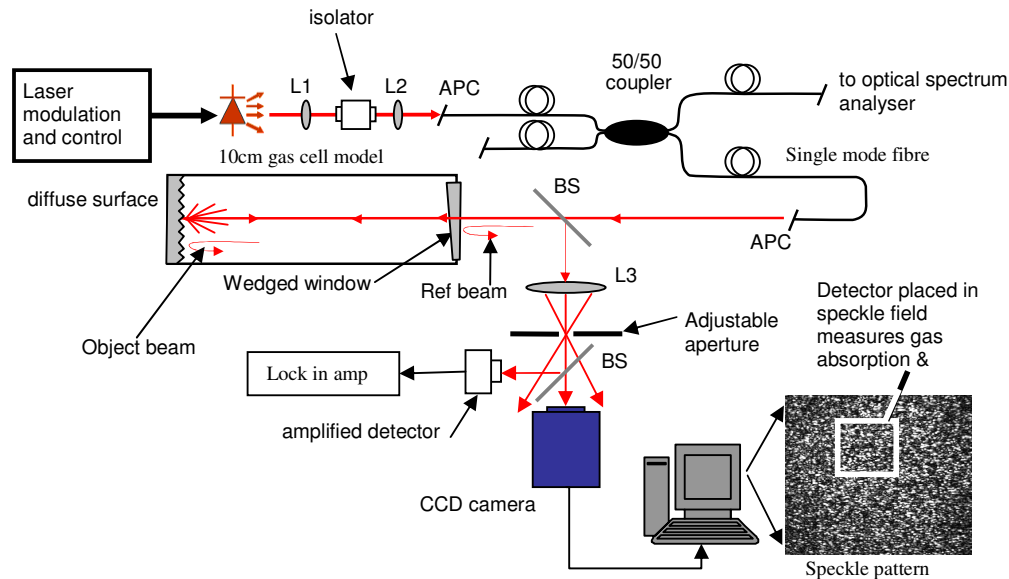 isolator
Laser
modulation
and control
L1
L2
APC
50/50
coupler
to optical spectrum
analyser
10cm gas cell model
Single mode fibre
diffuse surface
BS
APC
Wedged window
Ref beam
L3
Object beam
Adjustable
aperture
Detector placed in
speckle field
measures gas
absorption &
BS
Lock in amp
amplified detector
CCD camera
Speckle pattern